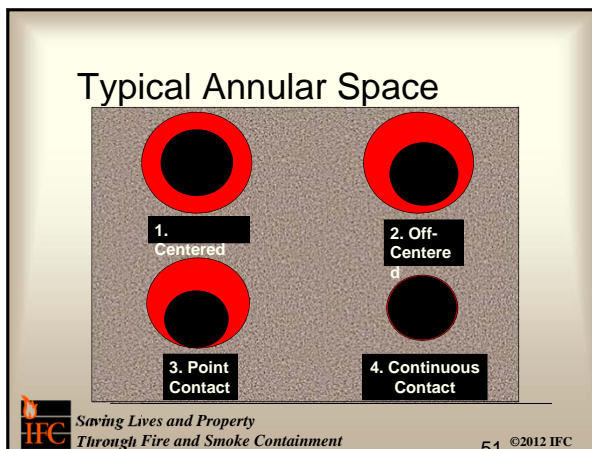 Typical Annular Space
1.
Centered
2. Off-
Centere
d
3. Point
Contact
4. Continuous
Contact
IFC
Saving Lives and Property
Through Fire and Smoke Containment
51
©2012 IFC